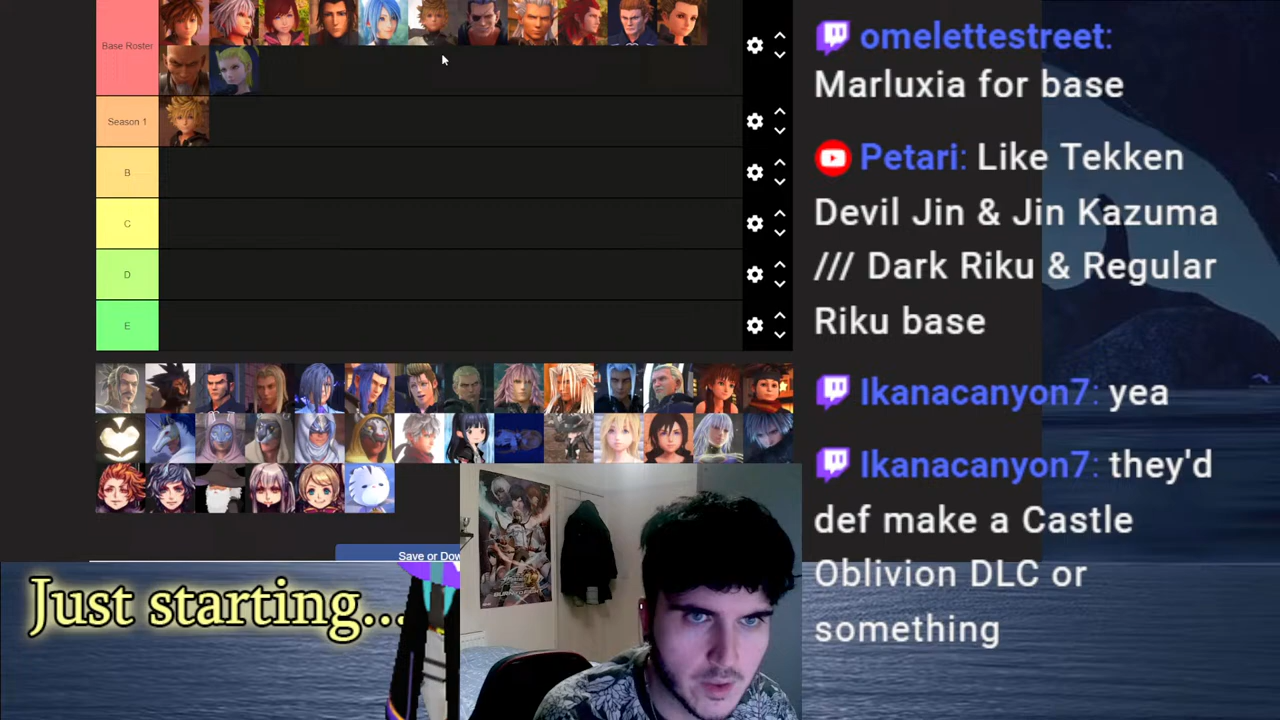 Base Roster
Season 1
B
C
D
E
Save or Dow
Just starting...
omelettestreet:
Marluxia for base
Petari: Like Tekken
Devil Jin & Jin Kazuma
/// Dark Riku & Regular
Riku base
Ikanacanyon7: yea
Ikanacanyon7: they'd
def make a Castle
Oblivion DLC or
something